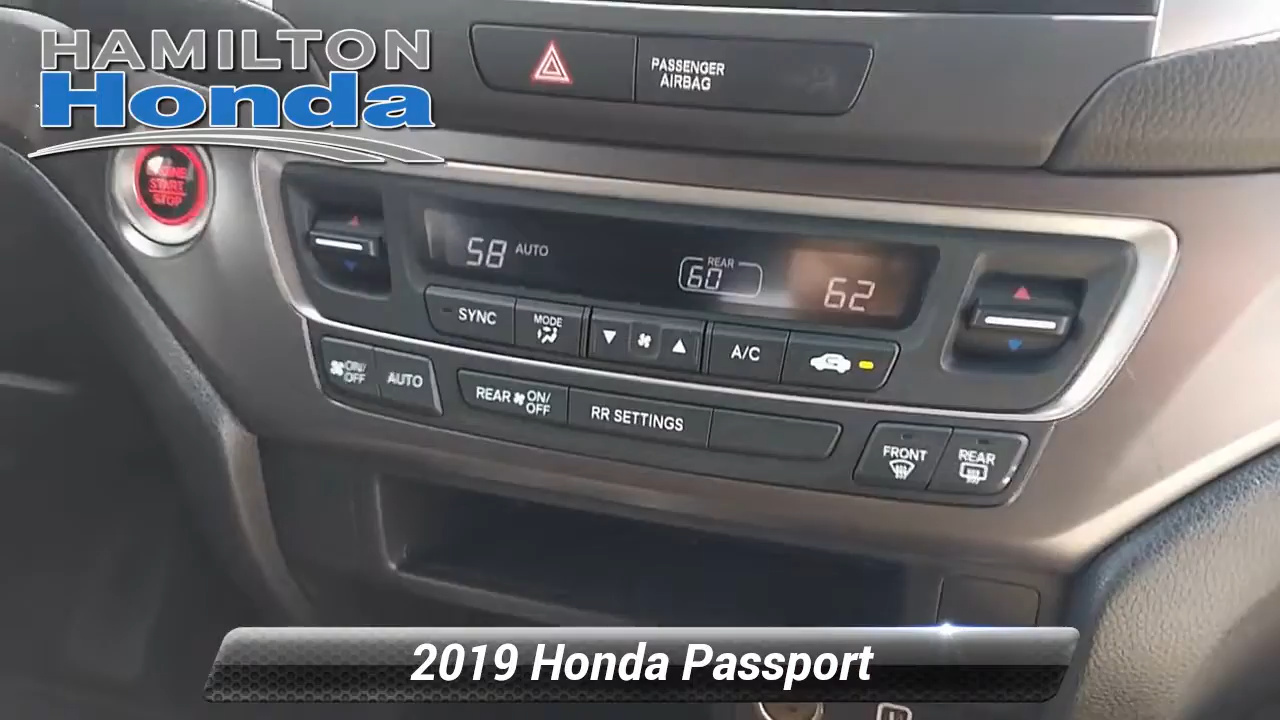 HAMILTON
Honda
PASSENGER
AIRBAG
ENGINE
START
STOP
58 AUTO
REAR
60
62
SYNC
MODE
A/C
ON/
OFF
AUTO
REAR ON/
OFF
RR SETTINGS
FRONT
REAR
2019 Honda Passport